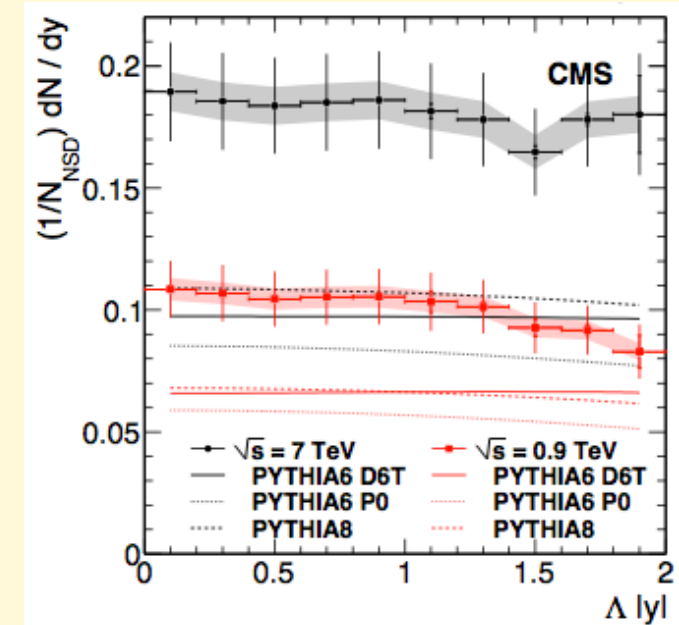 (1/N_NSD) dN / dy
CMS
0.2
0.15
0.1
0.05
0
√s = 7 TeV √s = 0.9 TeV
PYTHIA6 D6T PYTHIA6 D6T
PYTHIA6 P0 PYTHIA6 P0
PYTHIA8 PYTHIA8
0 0.5 1 1.5 2
Λ |y|